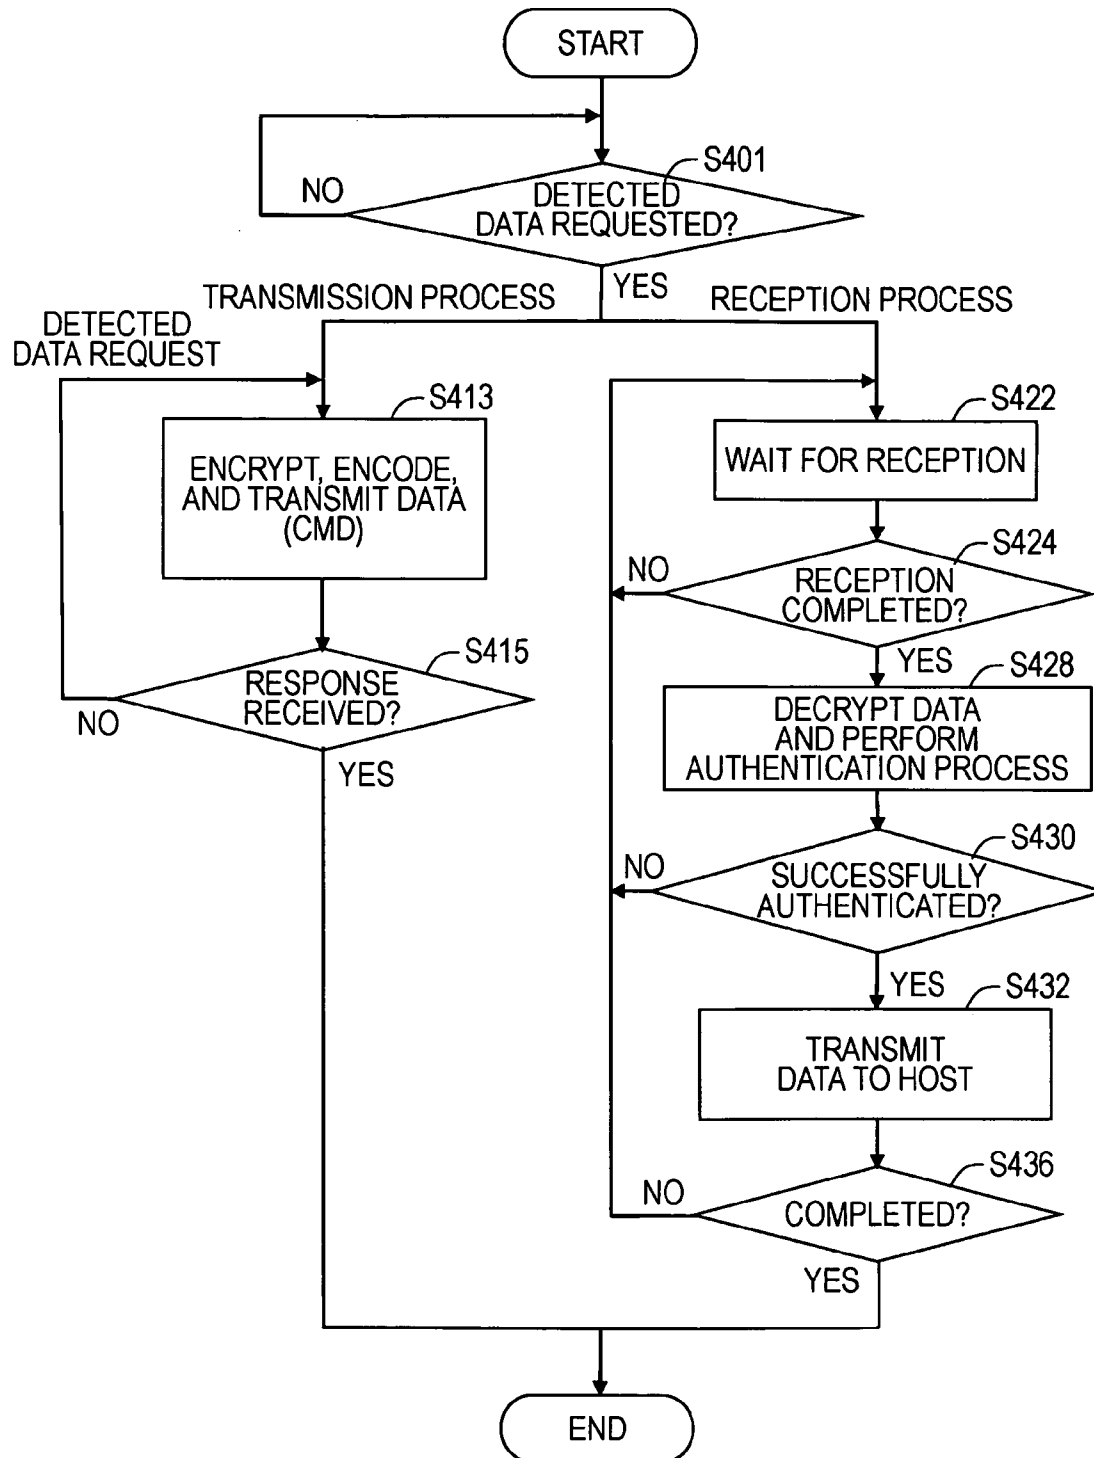 START
S401
NO
DETECTED
DATA REQUESTED?
YES
TRANSMISSION PROCESS
RECEPTION PROCESS
DETECTED
DATA REQUEST
S413
ENCRYPT, ENCODE,
AND TRANSMIT DATA
(CMD)
S415
RESPONSE
RECEIVED?
NO
YES
S422
WAIT FOR RECEPTION
S424
NO
RECEPTION
COMPLETED?
YES
S428
DECRYPT DATA
AND PERFORM
AUTHENTICATION PROCESS
S430
NO
SUCCESSFULLY
AUTHENTICATED?
YES
S432
TRANSMIT
DATA TO HOST
S436
NO
COMPLETED?
YES
END